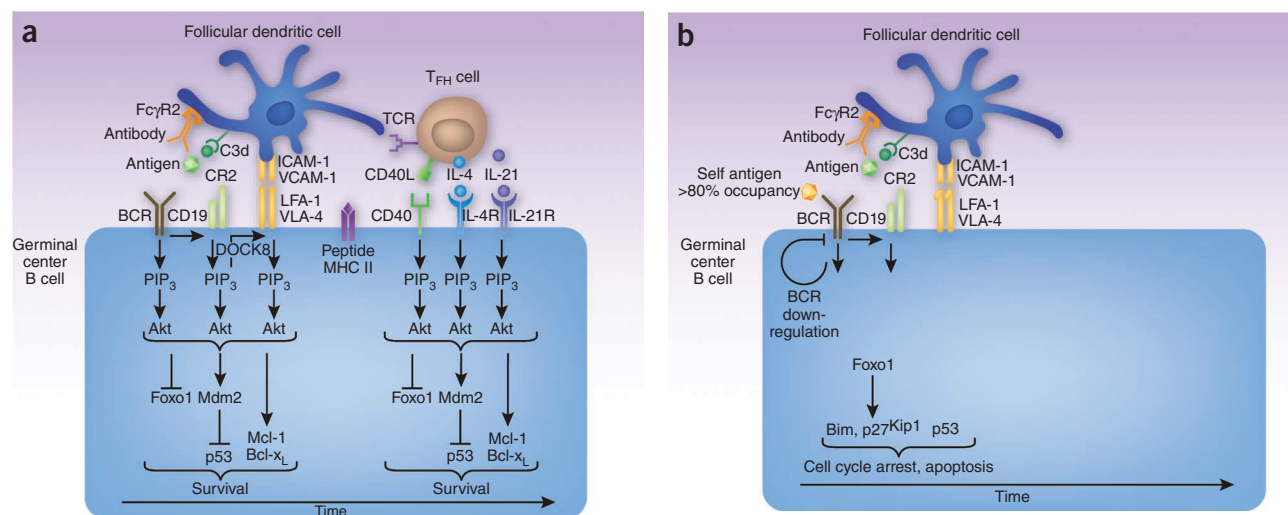 a
Follicular dendritic cell
TFH cell
FcγR2
TCR
Antibody
C3d
Antigen
ICAM-1
VCAM-1
CD40L
IL-4
IL-21
CR2
LFA-1
VLA-4
BCR
CD19
CD40
IL-4R
IL-21R
Germinal
center
B cell
DOCK8
Peptide
MHC II
PIP3
PIP3
PIP3
PIP3
PIP3
PIP3
Akt
Akt
Akt
Akt
Akt
Akt
Foxo1
Mdm2
Foxo1
Mdm2
p53
Mcl-1
Bcl-xL
p53
Mcl-1
Bcl-xL
Survival
Survival
Time
b
Follicular dendritic cell
FcγR2
Antibody
C3d
Antigen
ICAM-1
VCAM-1
Self antigen
>80% occupancy
CR2
LFA-1
VLA-4
BCR
CD19
Germinal
center
B cell
BCR
down-
regulation
Foxo1
Bim, p27Kip1
p53
Cell cycle arrest, apoptosis
Time